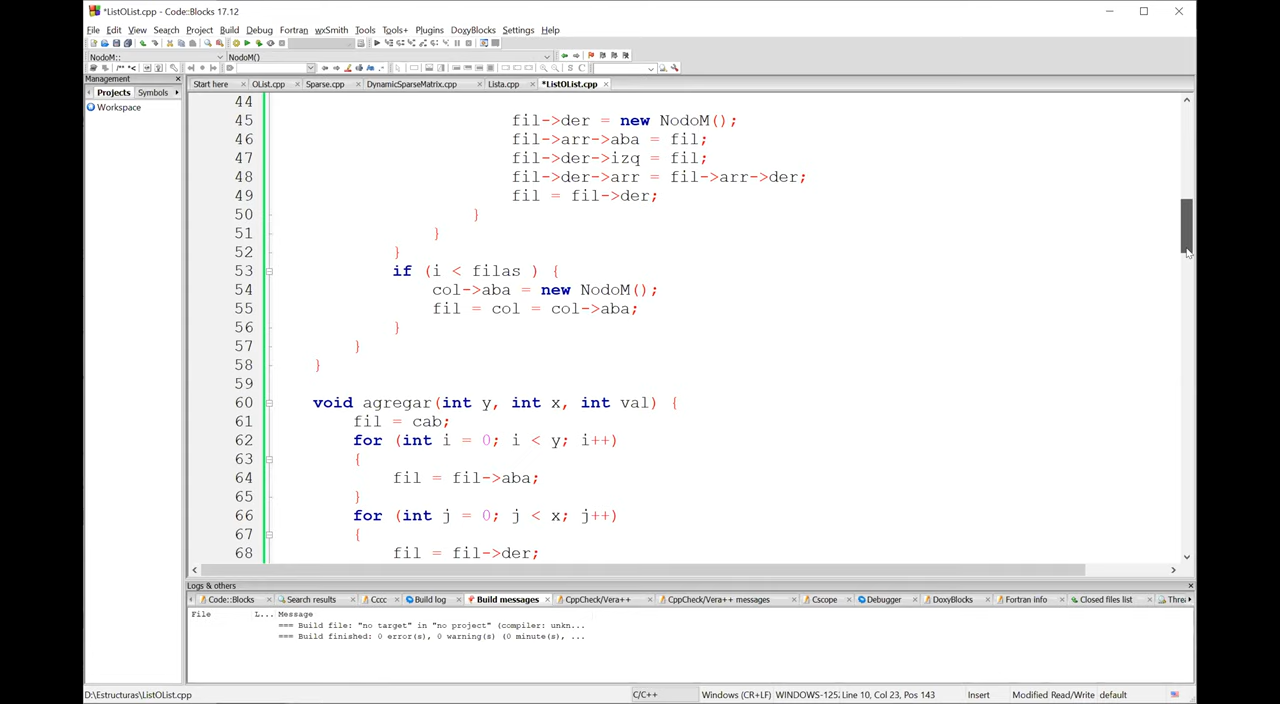 *ListOList.cpp - Code::Blocks 17.12
File Edit View Search Project Build Debug Fortran wxSmith Tools Tools+ Plugins DoxyBlocks Settings Help
NodoM:: NodoM()
Management
Start here OList.cpp Sparse.cpp DynamicSparseMatrix.cpp Lista.cpp *ListOList.cpp
Projects Symbols
Workspace
44
45 fil->der = new NodoM();
46 fil->arr->aba = fil;
47 fil->der->izq = fil;
48 fil->der->arr = fil->arr->der;
49 fil = fil->der;
50 }
51 }
52 }
53 if (i < filas ) {
54 col->aba = new NodoM();
55 fil = col = col->aba;
56 }
57 }
58 }
59
60 void agregar(int y, int x, int val) {
61 fil = cab;
62 for (int i = 0; i < y; i++)
63 {
64 fil = fil->aba;
65 }
66 for (int j = 0; j < x; j++)
67 {
68 fil = fil->der;
Logs & others
Code::Blocks Search results Cccc Build log Build messages CppCheck/Vera++ CppCheck/Vera++ messages Cscope Debugger DoxyBlocks Fortran info Closed files list Threa
File L... Message
=== Build file: "no target" in "no project" (compiler: unkn...
=== Build finished: 0 error(s), 0 warning(s) (0 minute(s), ...
D:\Estructuras\ListOList.cpp C/C++ Windows (CR+LF) WINDOWS-125; Line 10, Col 23, Pos 143 Insert Modified Read/Write default